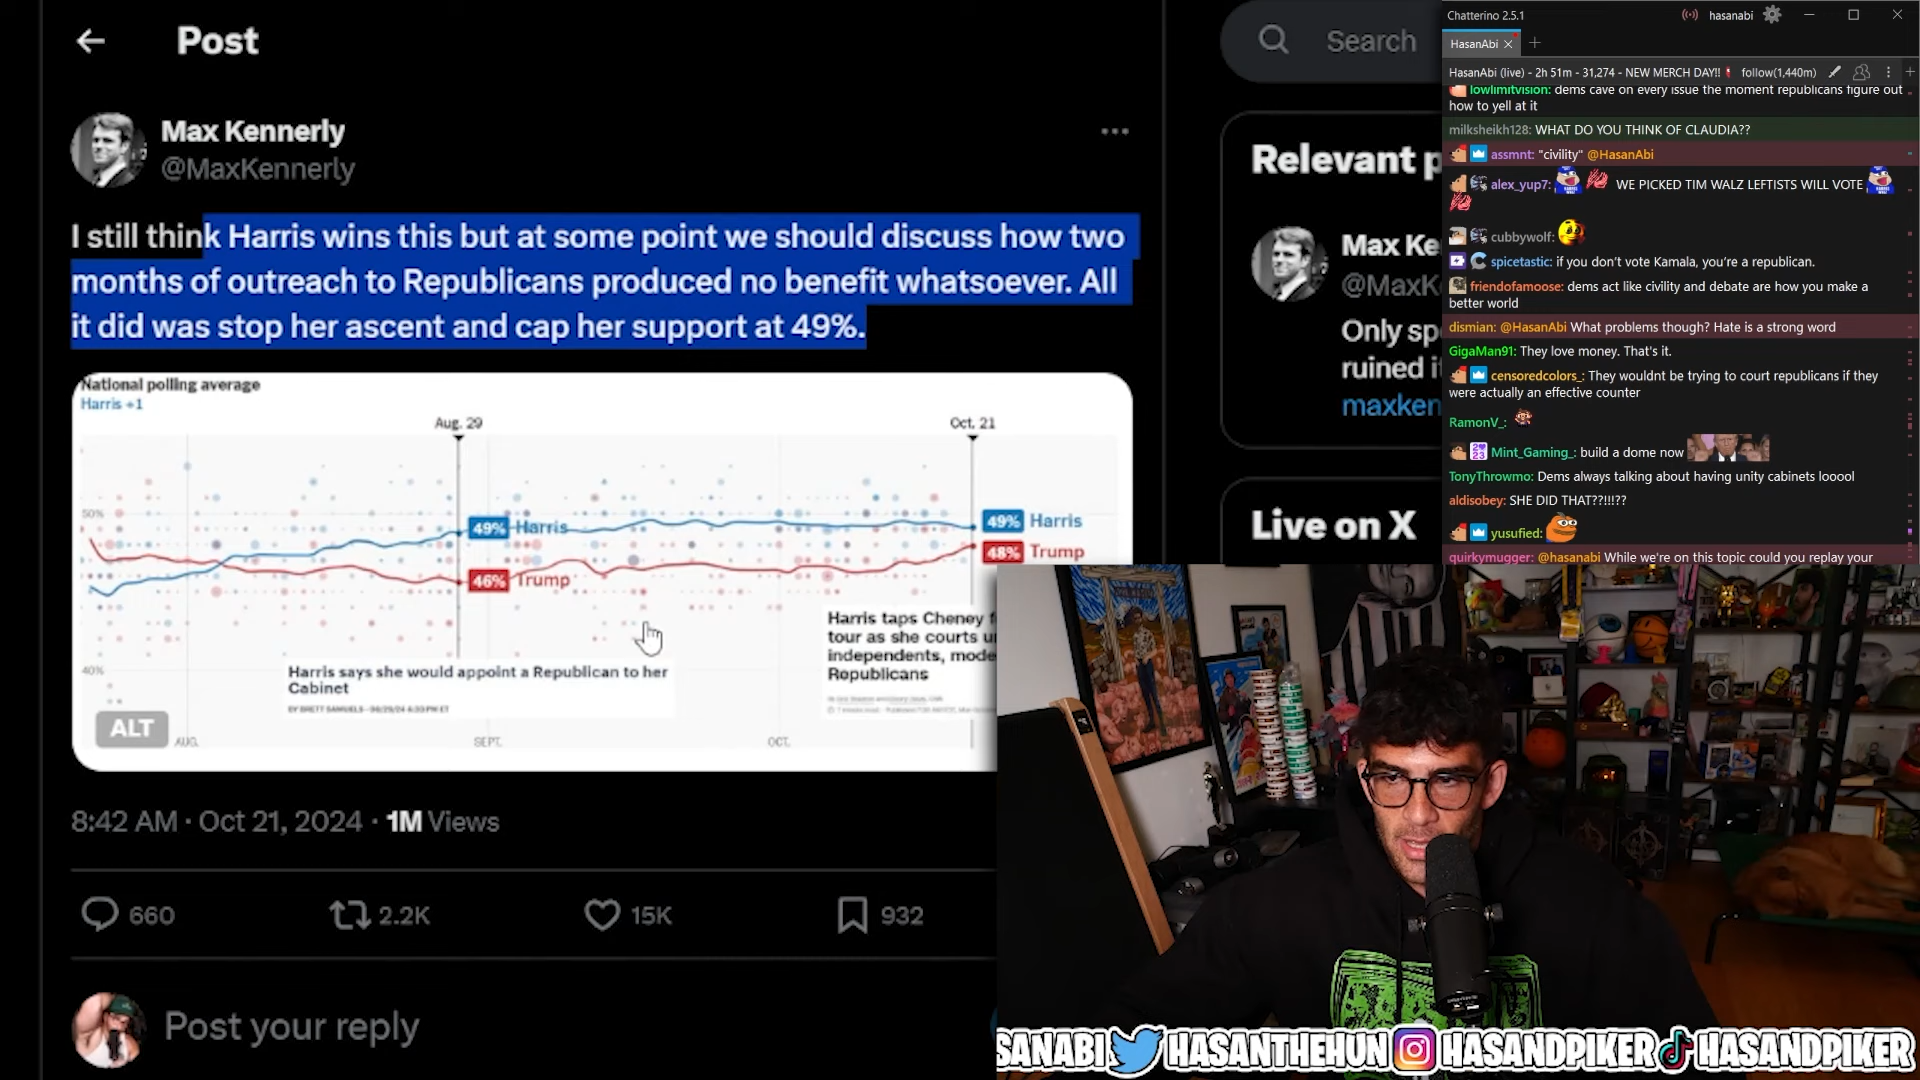 Post
Search
Max Kennerly
@MaxKennerly
I still think Harris wins this but at some point we should discuss how two
months of outreach to Republicans produced no benefit whatsoever. All
it did was stop her ascent and cap her support at 49%.
National polling average
Harris +1
Aug. 29
Oct. 21
50%
49% Harris
46% Trump
49% Harris
48% Trump
40%
Harris says she would appoint a Republican to her
Cabinet
BY BRETT SAMUELS - 08/29/24 6:33 PM ET
Harris taps Cheney f
tour as she courts u
independents, mode
Republicans
ALT
AUG.
SEPT.
OCT.
8:42 AM · Oct 21, 2024 · 1M Views
660
2.2K
15K
932
Post your reply
Relevant p
Max Ke
@MaxK
Only sp
ruined i
maxken
Live on X
Chatterino 2.5.1
hasanabi
HasanAbi
HasanAbi (live) - 2h 51m - 31,274 - NEW MERCH DAY!!
follow(1,440m)
lowlimitvision: dems cave on every issue the moment republicans figure out
how to yell at it
milksheikh128: WHAT DO YOU THINK OF CLAUDIA??
assmnt: "civility" @HasanAbi
alex_yup7: WE PICKED TIM WALZ LEFTISTS WILL VOTE
cubbywolf:
spicetastic: if you don't vote Kamala, you're a republican.
friendofamoose: dems act like civility and debate are how you make a
better world
dismian: @HasanAbi What problems though? Hate is a strong word
GigaMan91: They love money. That's it.
censoredcolors_: They wouldnt be trying to court republicans if they
were actually an effective counter
RamonV_:
Mint_Gaming_: build a dome now
TonyThrowmo: Dems always talking about having unity cabinets looool
aldisobey: SHE DID THAT??!!!??
yusufied:
quirkymugger: @hasanabi While we're on this topic could you replay your
SANABI HASANTHEHUN HASANDPIKER HASANDPIKER